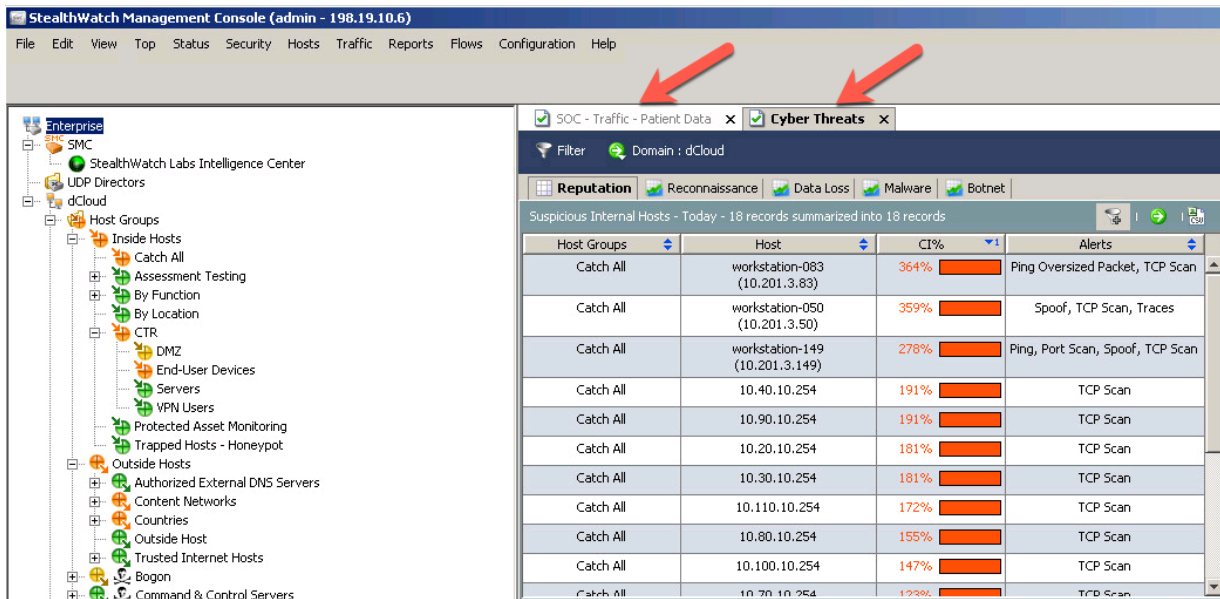 StealthWatch Management Console (admin - 198.19.10.6)
File Edit View Top Status Security Hosts Traffic Reports Flows Configuration Help
Enterprise
SMC
SMC
StealthWatch Labs Intelligence Center
UDP Directors
dCloud
Host Groups
Inside Hosts
Catch All
Assessment Testing
By Function
By Location
CTR
DMZ
End-User Devices
Servers
VPN Users
Protected Asset Monitoring
Trapped Hosts - Honeypot
Outside Hosts
Authorized External DNS Servers
Content Networks
Countries
Outside Host
Trusted Internet Hosts
Bogon
Command & Control Servers
SOC - Traffic - Patient Data Cyber Threats
Filter Domain : dCloud
Reputation Reconnaissance Data Loss Malware Botnet
Suspicious Internal Hosts - Today - 18 records summarized into 18 records CSV
Host Groups Host CI% 1 Alerts
Catch All workstation-083 364% Ping Oversized Packet, TCP Scan
(10.201.3.83)
Catch All workstation-050 359% Spoof, TCP Scan, Traces
(10.201.3.50)
Catch All workstation-149 278% Ping, Port Scan, Spoof, TCP Scan
(10.201.3.149)
Catch All 10.40.10.254 191% TCP Scan
Catch All 10.90.10.254 191% TCP Scan
Catch All 10.20.10.254 181% TCP Scan
Catch All 10.30.10.254 181% TCP Scan
Catch All 10.110.10.254 172% TCP Scan
Catch All 10.80.10.254 155% TCP Scan
Catch All 10.100.10.254 147% TCP Scan
Catch All 10.70.10.254 123% TCP Scan